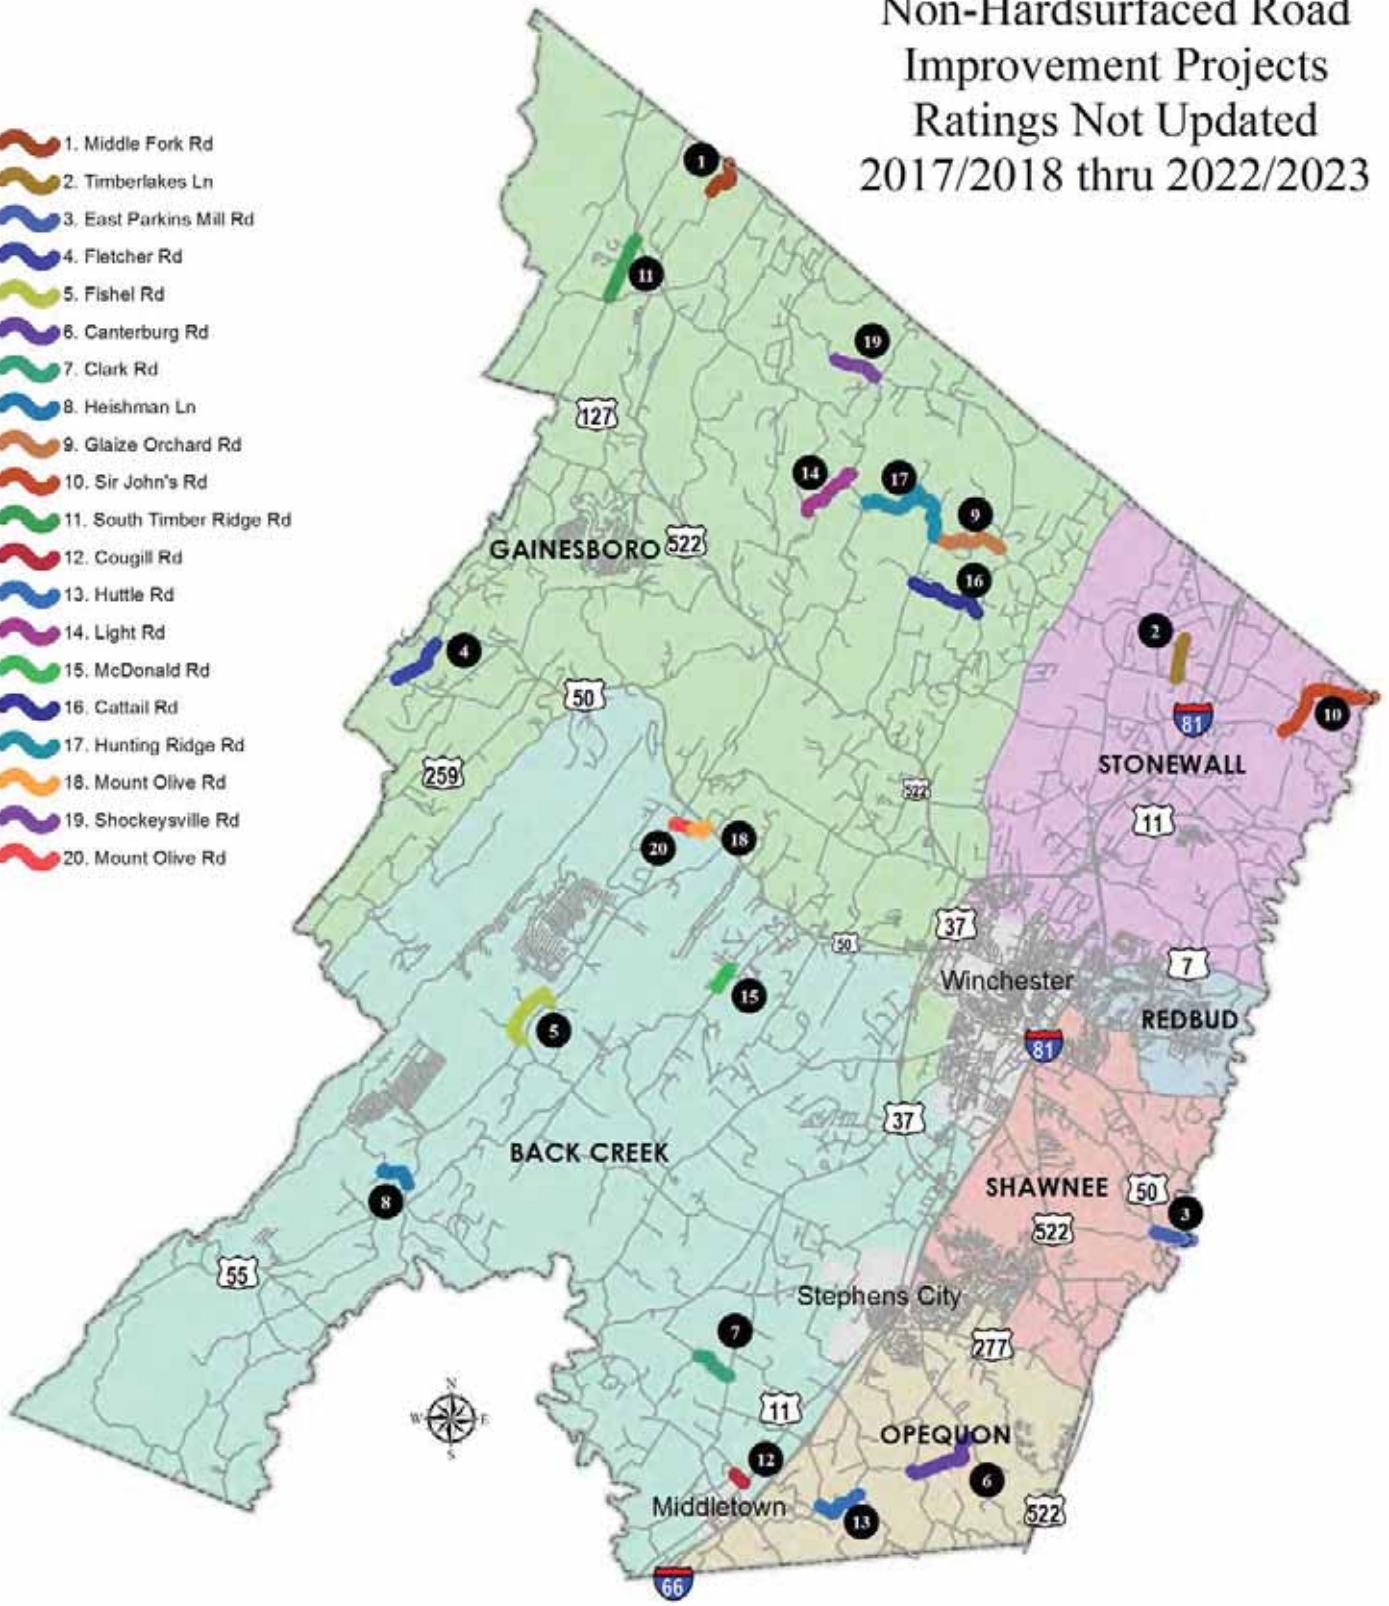 Non-Hardsurfaced Road
Improvement Projects
Ratings Not Updated
2017/2018 thru 2022/2023
1. Middle Fork Rd
2. Timberlakes Ln
3. East Parkins Mill Rd
4. Fletcher Rd
5. Fishel Rd
6. Canterburg Rd
7. Clark Rd
8. Heishman Ln
9. Glaize Orchard Rd
10. Sir John's Rd
11. South Timber Ridge Rd
12. Cougill Rd
13. Huttle Rd
14. Light Rd
15. McDonald Rd
16. Cattail Rd
17. Hunting Ridge Rd
18. Mount Olive Rd
19. Shockeysville Rd
20. Mount Olive Rd
1
11
19
127
14
17
9
GAINESBORO
522
16
2
4
50
81
10
259
STONEWALL
522
11
20
18
37
50
7
Winchester
15
REDBUD
5
81
37
BACK CREEK
SHAWNEE
50
8
3
522
55
Stephens City
7
277
N
W
E
S
11
OPEQUON
12
6
Middletown
13
522
66